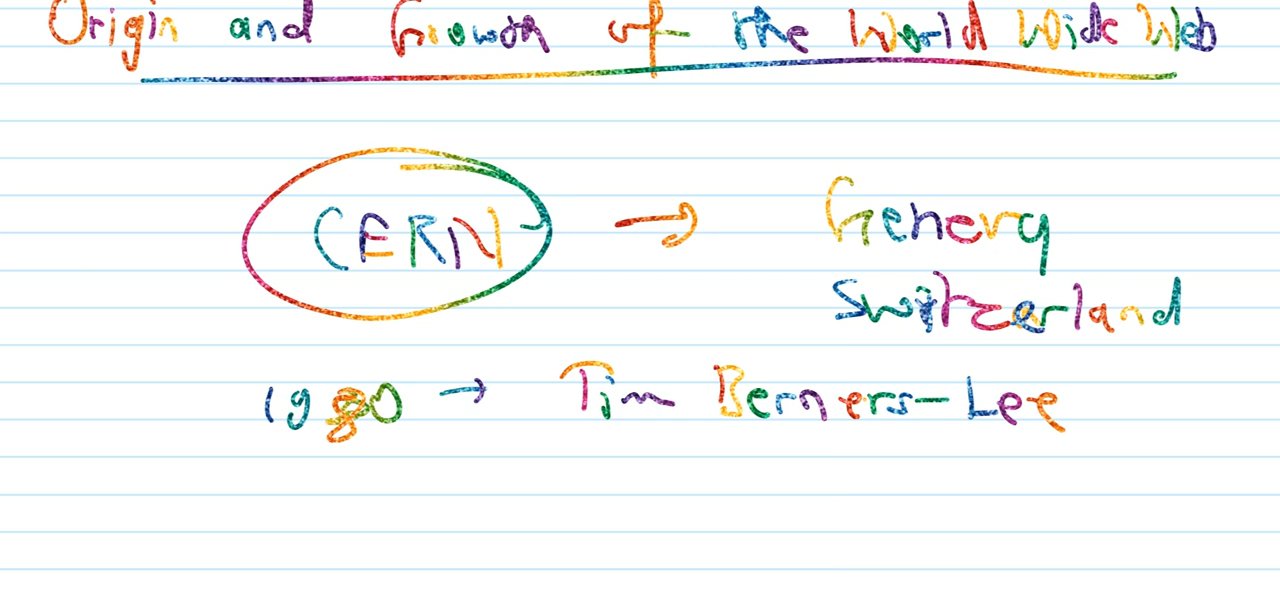 Origin and Growth of the World Wide Web
CERN → Geneva
Switzerland
1980 → Tim Berners-Lee